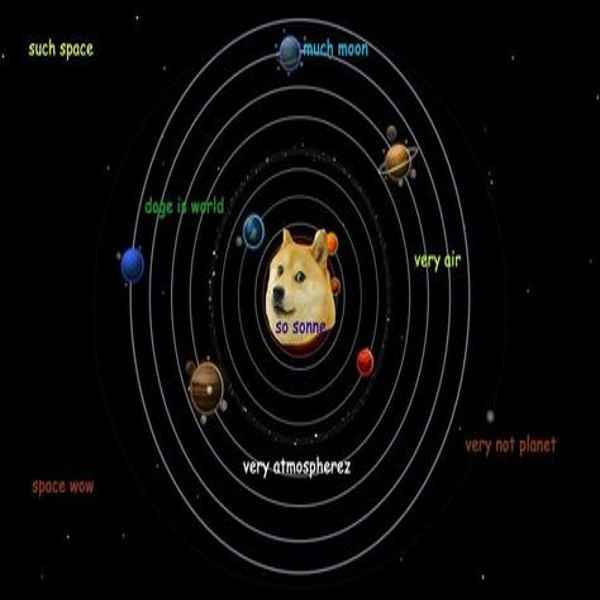 such space
much moon
doge is world
very air
so sonne
very not planet
very atmospherez
space wow